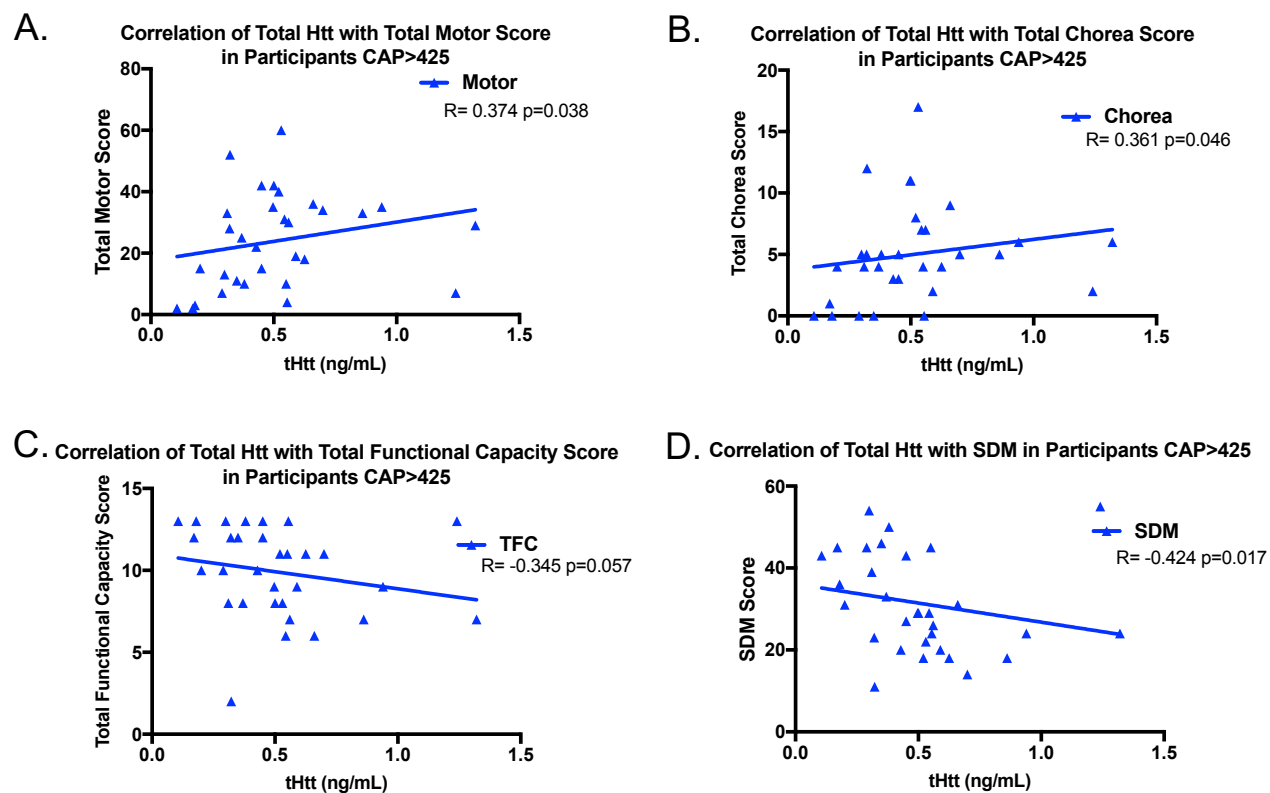 A.
Correlation of Total Htt with Total Motor Score
in Participants CAP>425
Total Motor Score
80
60
40
20
0
0.0 0.5 1.0 1.5
tHtt (ng/mL)
Motor
R= 0.374 p=0.038
B.
Correlation of Total Htt with Total Chorea Score
in Participants CAP>425
Total Chorea Score
20
15
10
5
0
0.0 0.5 1.0 1.5
tHtt (ng/mL)
Chorea
R= 0.361 p=0.046
C.
Correlation of Total Htt with Total Functional Capacity Score
in Participants CAP>425
Total Functional Capacity Score
15
10
5
0
0.0 0.5 1.0 1.5
tHtt (ng/mL)
TFC
R= -0.345 p=0.057
D.
Correlation of Total Htt with SDM in Participants CAP>425
SDM Score
60
40
20
0
0.0 0.5 1.0 1.5
tHtt (ng/mL)
SDM
R= -0.424 p=0.017